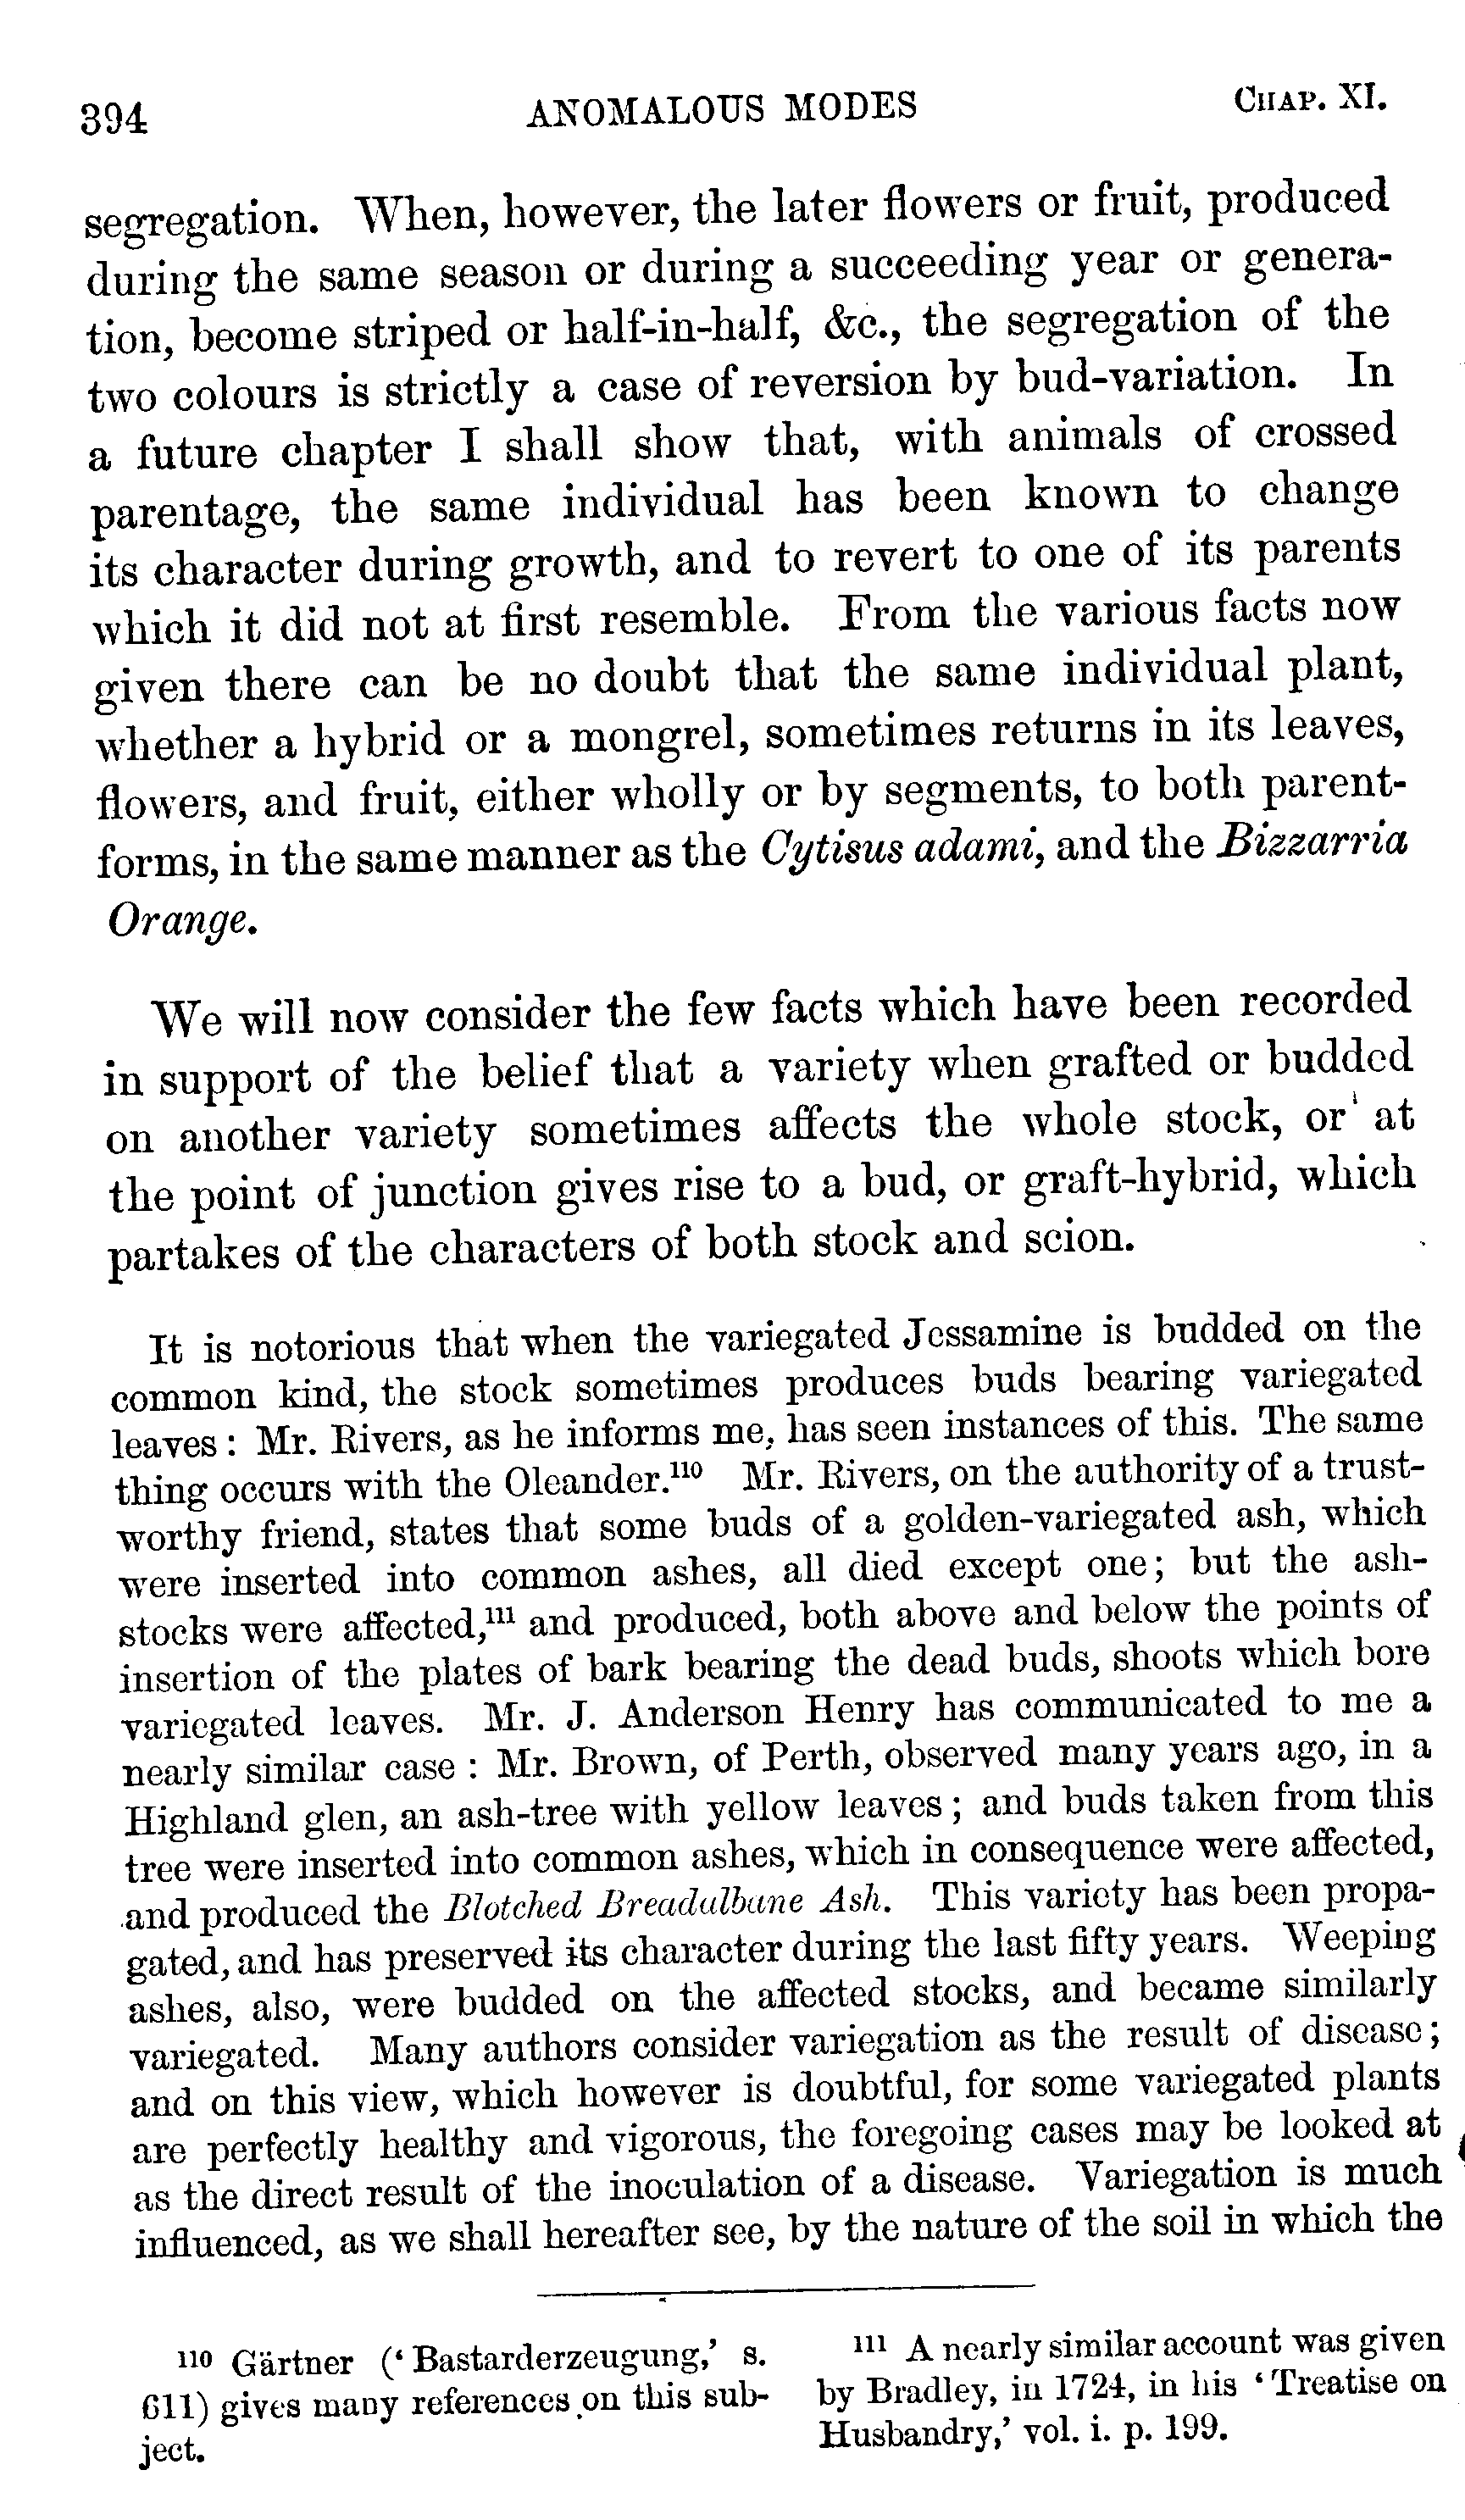 394 ANOMALOUS MODES CHAP. XI.
segregation. When, however, the later flowers or fruit, produced
during the same season or during a succeeding year or genera-
tion, become striped or half-in-half, &c., the segregation of the
two colours is strictly a case of reversion by bud-variation. In
a future chapter I shall show that, with animals of crossed
parentage, the same individual has been known to change
its character during growth, and to revert to one of its parents
which it did not at first resemble. From the various facts now
given there can be no doubt that the same individual plant,
whether a hybrid or a mongrel, sometimes returns in its leaves,
flowers, and fruit, either wholly or by segments, to both parent-
forms, in the same manner as the Cytisus adami, and the Bizzarria
Orange.
We will now consider the few facts which have been recorded
in support of the belief that a variety when grafted or budded
on another variety sometimes affects the whole stock, or at
the point of junction gives rise to a bud, or graft-hybrid, which
partakes of the characters of both stock and scion.
It is notorious that when the variegated Jessamine is budded on the
common kind, the stock sometimes produces buds bearing variegated
leaves: Mr. Rivers, as he informs me, has seen instances of this. The same
thing occurs with the Oleander.¹¹⁰ Mr. Rivers, on the authority of a trust-
worthy friend, states that some buds of a golden-variegated ash, which
were inserted into common ashes, all died except one; but the ash-
stocks were affected,¹¹¹ and produced, both above and below the points of
insertion of the plates of bark bearing the dead buds, shoots which bore
variegated leaves. Mr. J. Anderson Henry has communicated to me a
nearly similar case: Mr. Brown, of Perth, observed many years ago, in a
Highland glen, an ash-tree with yellow leaves; and buds taken from this
tree were inserted into common ashes, which in consequence were affected,
and produced the Blotched Breadalbane Ash. This variety has been propa-
gated, and has preserved its character during the last fifty years. Weeping
ashes, also, were budded on the affected stocks, and became similarly
variegated. Many authors consider variegation as the result of disease;
and on this view, which however is doubtful, for some variegated plants
are perfectly healthy and vigorous, the foregoing cases may be looked at
as the direct result of the inoculation of a disease. Variegation is much
influenced, as we shall hereafter see, by the nature of the soil in which the
¹¹⁰ Gärtner ('Bastarderzeugung,' s.
611) gives many references on this sub-
ject.
¹¹¹ A nearly similar account was given
by Bradley, in 1724, in his 'Treatise on
Husbandry,' vol. i. p. 199.